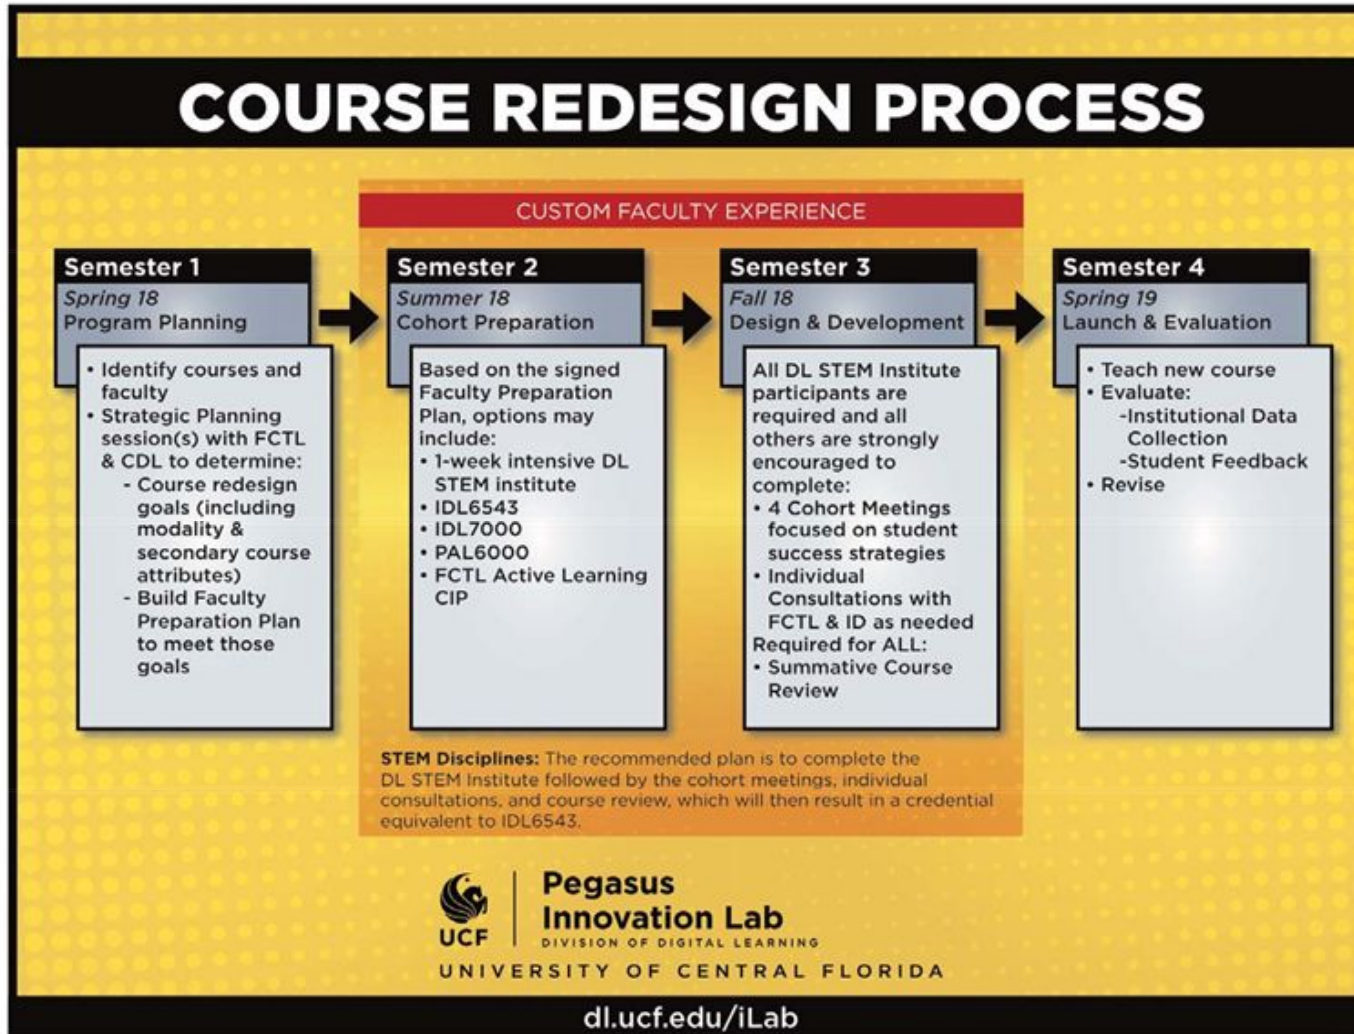 COURSE REDESIGN PROCESS
CUSTOM FACULTY EXPERIENCE
Semester 1
Spring 18
Program Planning
• Identify courses and
faculty
• Strategic Planning
session(s) with FCTL
& CDL to determine:
- Course redesign
goals (including
modality &
secondary course
attributes)
- Build Faculty
Preparation Plan
to meet those
goals
Semester 2
Summer 18
Cohort Preparation
Based on the signed
Faculty Preparation
Plan, options may
include:
• 1-week intensive DL
STEM institute
• IDL6543
• IDL7000
• PAL6000
• FCTL Active Learning
CIP
Semester 3
Fall 18
Design & Development
All DL STEM Institute
participants are
required and all
others are strongly
encouraged to
complete:
• 4 Cohort Meetings
focused on student
success strategies
• Individual
Consultations with
FCTL & ID as needed
Required for ALL:
• Summative Course
Review
Semester 4
Spring 19
Launch & Evaluation
• Teach new course
• Evaluate:
-Institutional Data
Collection
-Student Feedback
• Revise
STEM Disciplines: The recommended plan is to complete the
DL STEM Institute followed by the cohort meetings, individual
consultations, and course review, which will then result in a credential
equivalent to IDL6543.
UCF
Pegasus
Innovation Lab
DIVISION OF DIGITAL LEARNING
UNIVERSITY OF CENTRAL FLORIDA
dl.ucf.edu/iLab